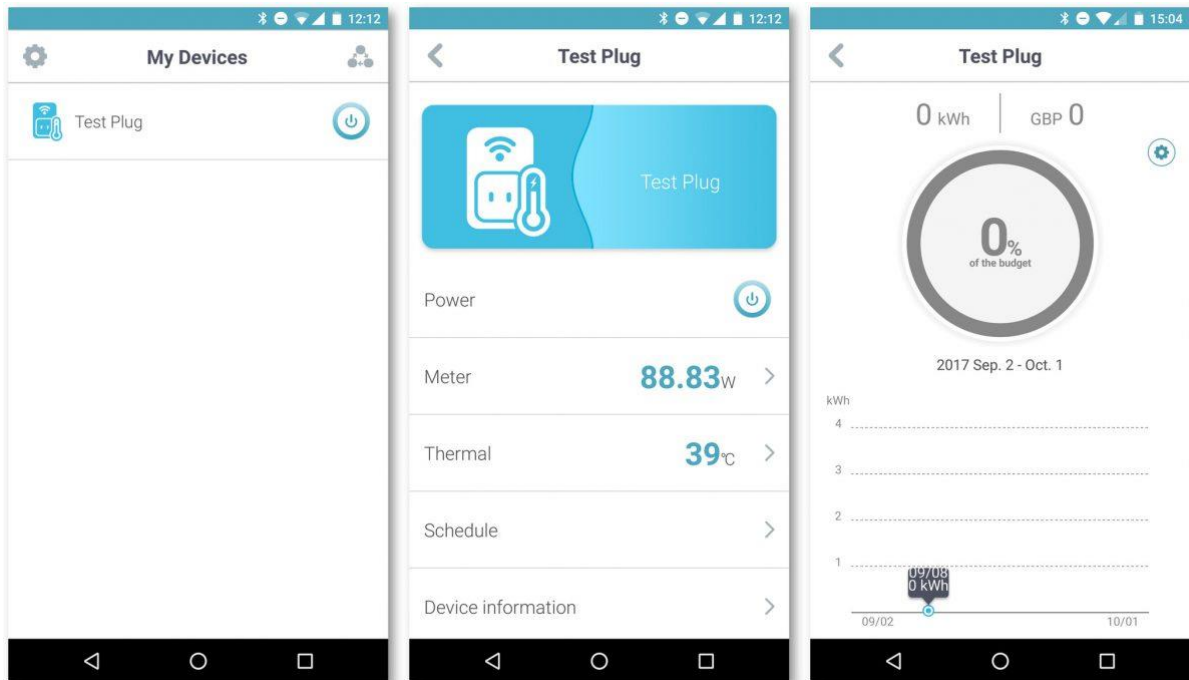 12:12
My Devices
Test Plug
12:12
Test Plug
Test Plug
Power
Meter 88.83W
Thermal 39°C
Schedule
Device information
15:04
Test Plug
0 kWh GBP 0
0%
of the budget
2017 Sep. 2 - Oct. 1
kWh
4
3
2
1
09/08
0 kWh
09/02 10/01